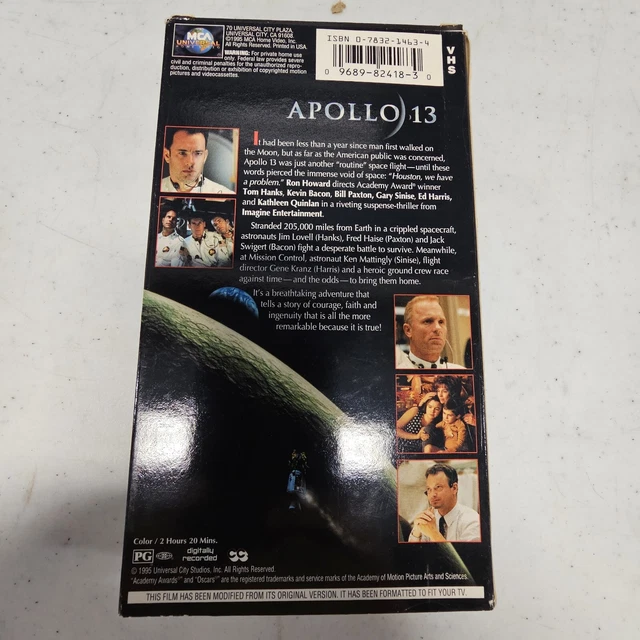 MCA
UNIVERSAL
70 UNIVERSAL CITY PLAZA,
UNIVERSAL CITY, CA 91608.
©1995 MCA Home Video, Inc.
All Rights Reserved. Printed in USA.
WARNING: For private home use
only. Federal law provides severe
civil and criminal penalties for the unauthorized repro-
duction, distribution or exhibition of copyrighted motion
pictures and videocassettes.
ISBN 0-7832-1463-4
0 9689-82418-3 0
VHS
APOLLO 13
It had been less than a year since man first walked on
the Moon, but as far as the American public was concerned,
Apollo 13 was just another "routine" space flight—until these
words pierced the immense void of space: "Houston, we have
a problem." Ron Howard directs Academy Award® winner
Tom Hanks, Kevin Bacon, Bill Paxton, Gary Sinise, Ed Harris,
and Kathleen Quinlan in a riveting suspense-thriller from
Imagine Entertainment.
Stranded 205,000 miles from Earth in a crippled spacecraft,
astronauts Jim Lovell (Hanks), Fred Haise (Paxton) and Jack
Swigert (Bacon) fight a desperate battle to survive. Meanwhile,
at Mission Control, astronaut Ken Mattingly (Sinise), flight
director Gene Kranz (Harris) and a heroic ground crew race
against time—and the odds—to bring them home.
It's a breathtaking adventure that
tells a story of courage, faith and
ingenuity that is all the more
remarkable because it is true!
Color / 2 Hours 20 Mins.
PG
digitally
recorded
© 1995 Universal City Studios, Inc. All Rights Reserved.
"Academy Awards®" and "Oscars®" are the registered trademarks and service marks of the Academy of Motion Picture Arts and Sciences.
THIS FILM HAS BEEN MODIFIED FROM ITS ORIGINAL VERSION. IT HAS BEEN FORMATTED TO FIT YOUR TV.